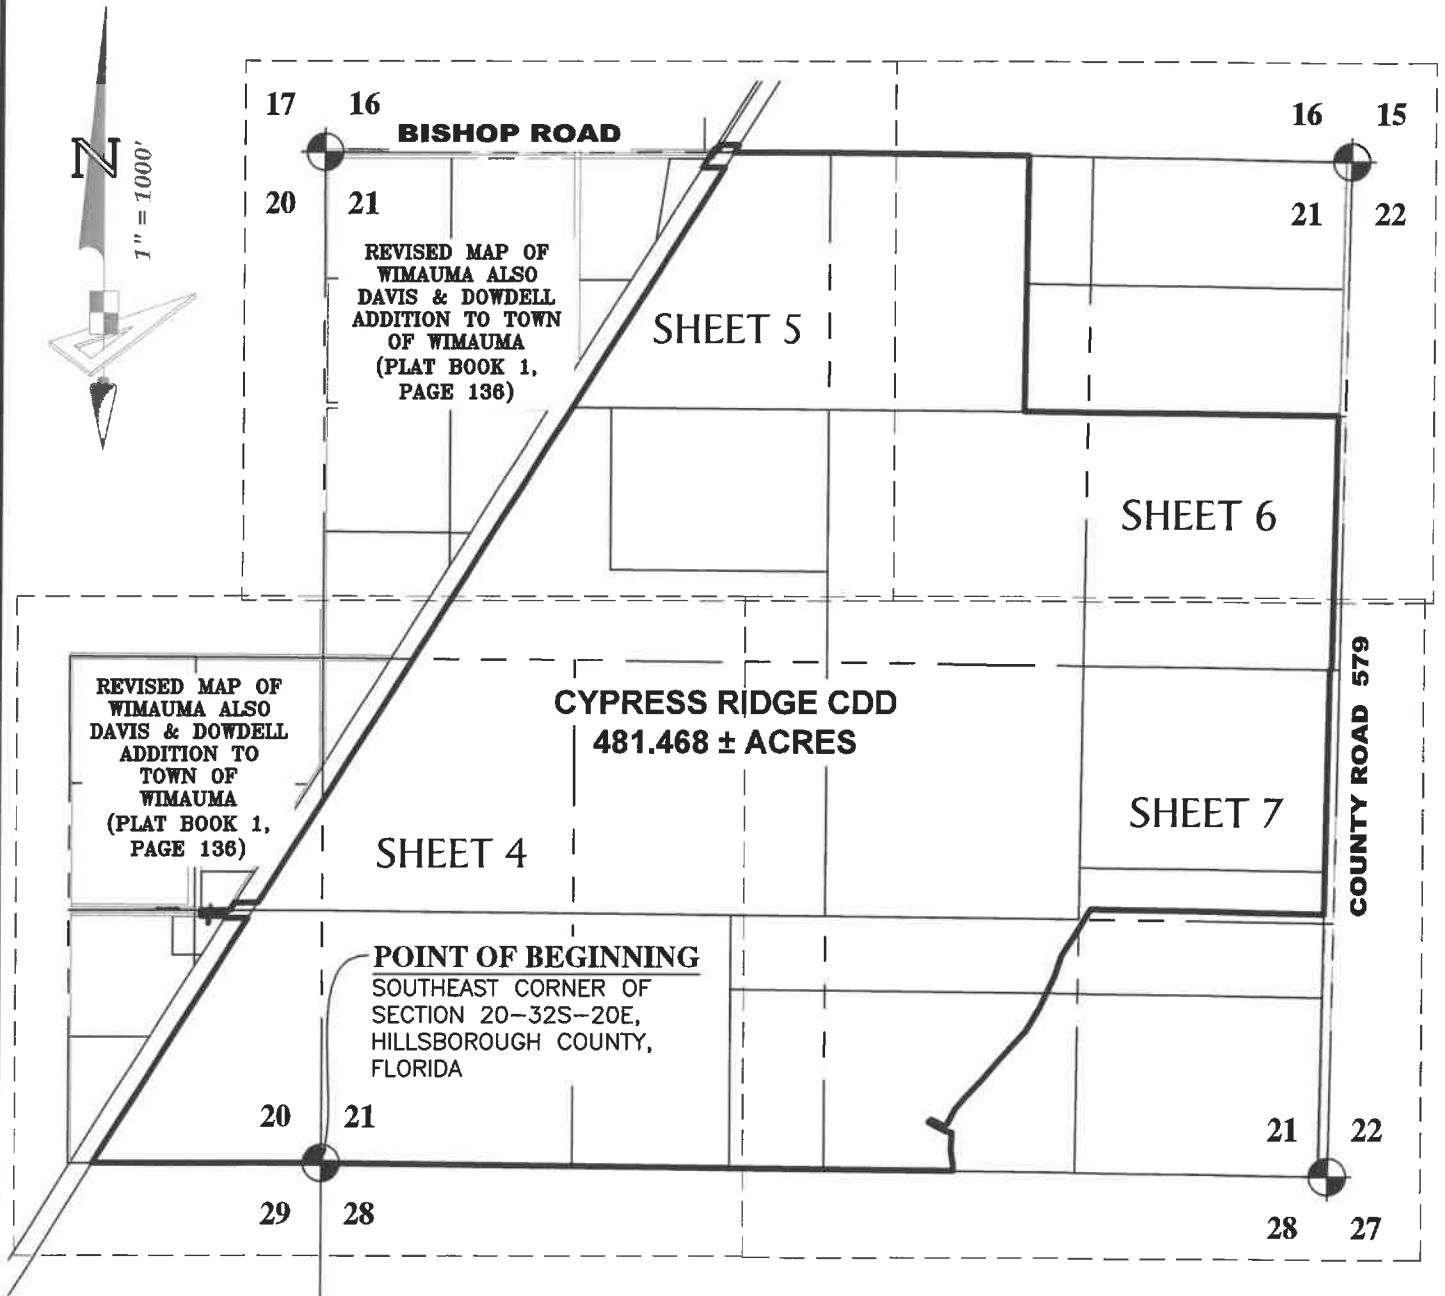 N
1" = 1000'
17 16
BISHOP ROAD
16 15
20 21
21 22
REVISED MAP OF
WIMAUMA ALSO
DAVIS & DOWDELL
ADDITION TO TOWN
OF WIMAUMA
(PLAT BOOK 1,
PAGE 136)
SHEET 5
SHEET 6
REVISED MAP OF
WIMAUMA ALSO
DAVIS & DOWDELL
ADDITION TO
TOWN OF
WIMAUMA
(PLAT BOOK 1,
PAGE 136)
CYPRESS RIDGE CDD
481.468 ± ACRES
COUNTY ROAD 579
SHEET 7
SHEET 4
POINT OF BEGINNING
SOUTHEAST CORNER OF
SECTION 20-32S-20E,
HILLSBOROUGH COUNTY,
FLORIDA
20 21
21 22
29 28
28 27